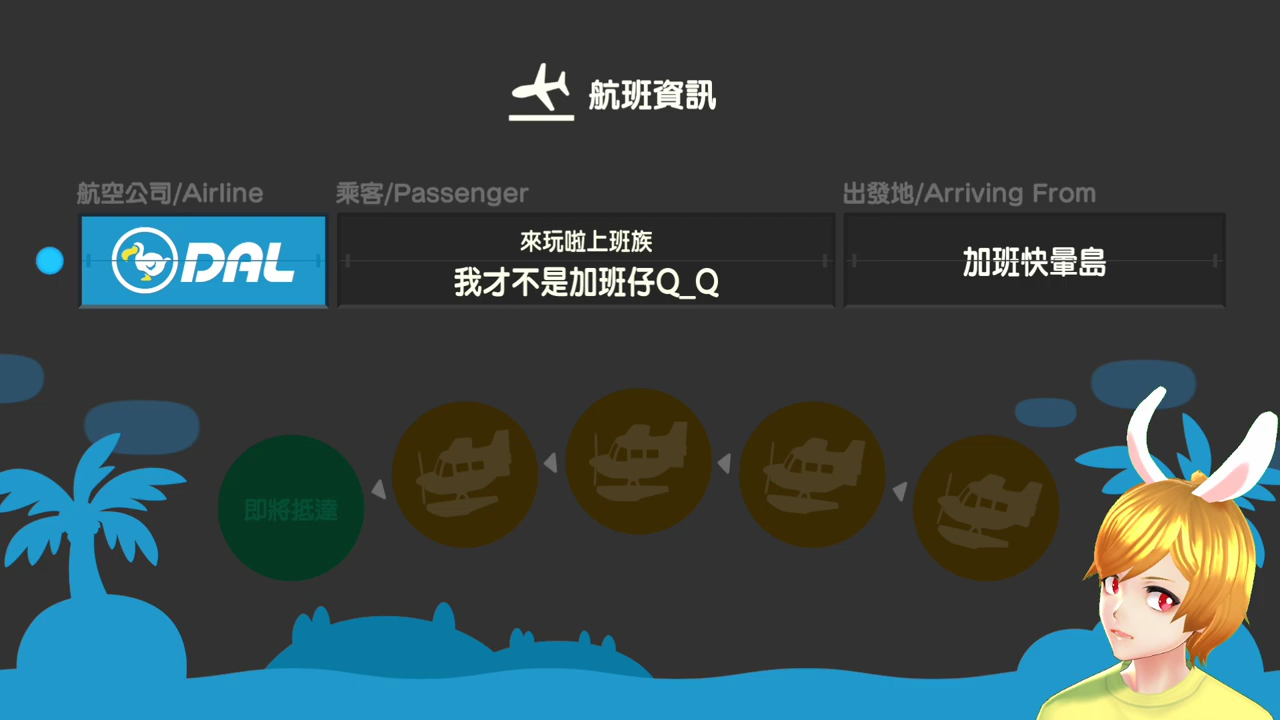 航班資訊
航空公司/Airline
乘客/Passenger
出發地/Arriving From
DAL
來玩啦上班族
我才不是加班仔Q_Q
加班快暈島
即將抵達